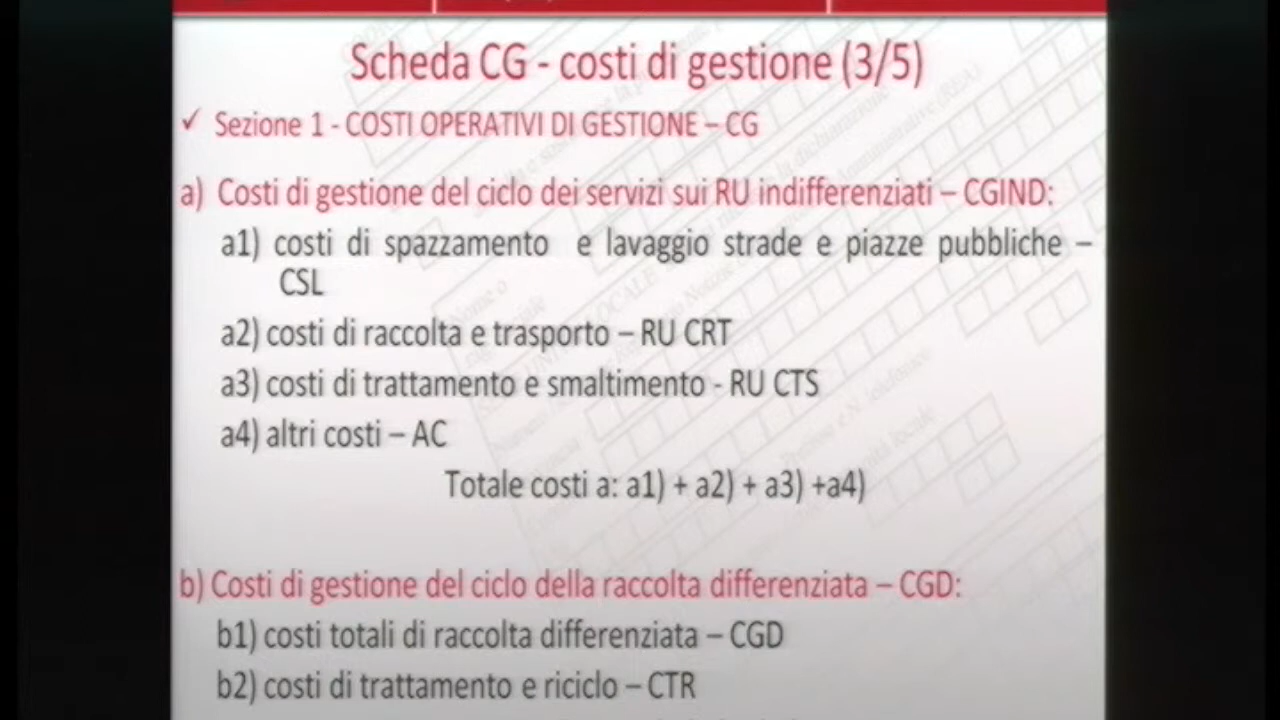 Scheda CG - costi di gestione (3/5)
✓ Sezione 1 - COSTI OPERATIVI DI GESTIONE – CG
a) Costi di gestione del ciclo dei servizi sui RU indifferenziati – CGIND:
a1) costi di spazzamento e lavaggio strade e piazze pubbliche –
CSL
a2) costi di raccolta e trasporto – RU CRT
a3) costi di trattamento e smaltimento - RU CTS
a4) altri costi – AC
Totale costi a: a1) + a2) + a3) +a4)
b) Costi di gestione del ciclo della raccolta differenziata – CGD:
b1) costi totali di raccolta differenziata – CGD
b2) costi di trattamento e riciclo – CTR